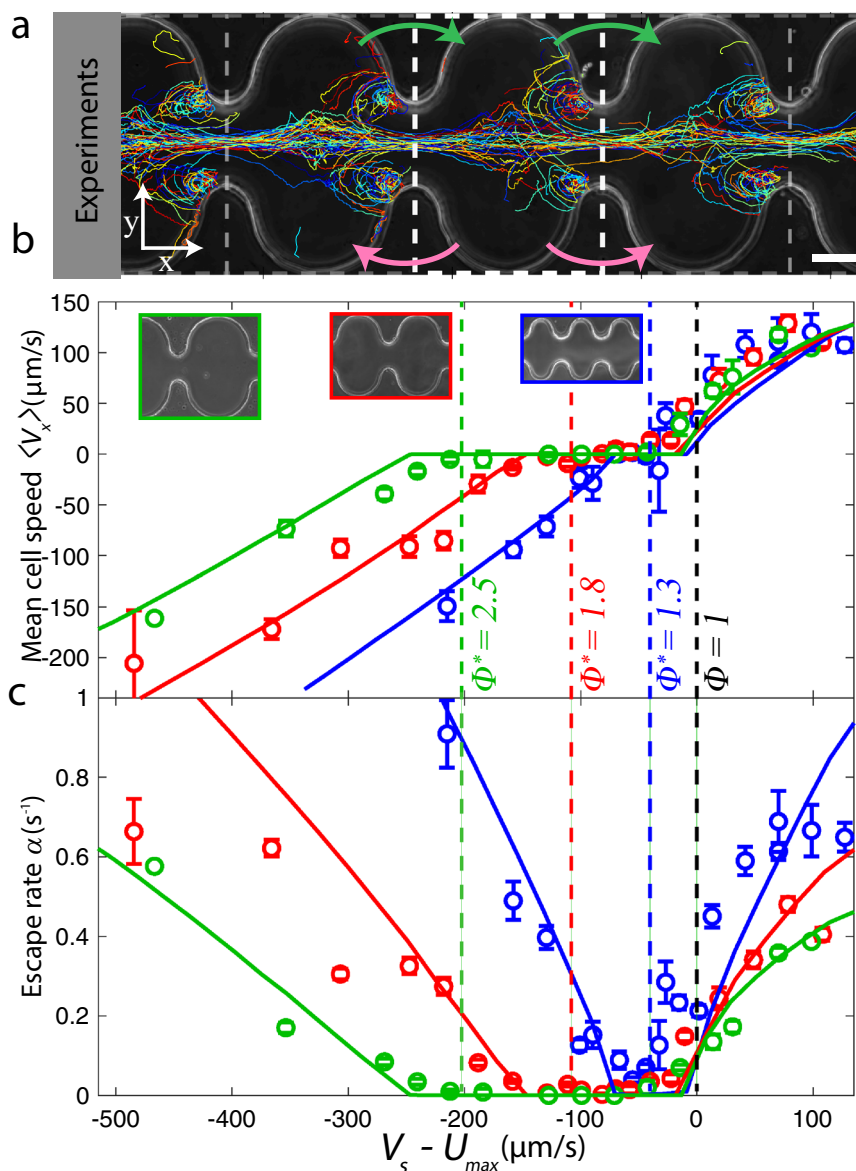 a
Experiments
y
x
b
Mean cell speed ⟨Vₓ⟩(μm/s)
150
100
50
0
-50
-100
-150
-200
Φ* = 2.5
Φ* = 1.8
Φ* = 1.3
Φ = 1
c
Escape rate α (s⁻¹)
1
0.8
0.6
0.4
0.2
0
-500
-400
-300
-200
-100
0
100
Vₛ - Uₘₐₓ (μm/s)